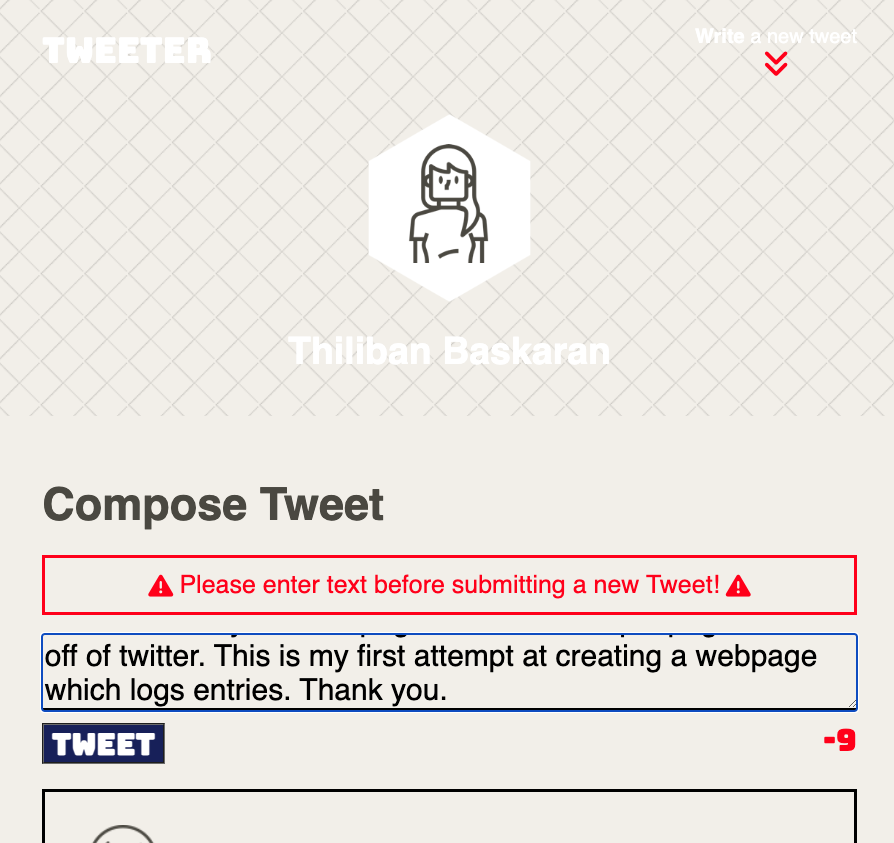 TWEETER
Write a new tweet
Thiliban Baskaran
Compose Tweet
Please enter text before submitting a new Tweet!
off of twitter. This is my first attempt at creating a webpage
which logs entries. Thank you.
TWEET
-9